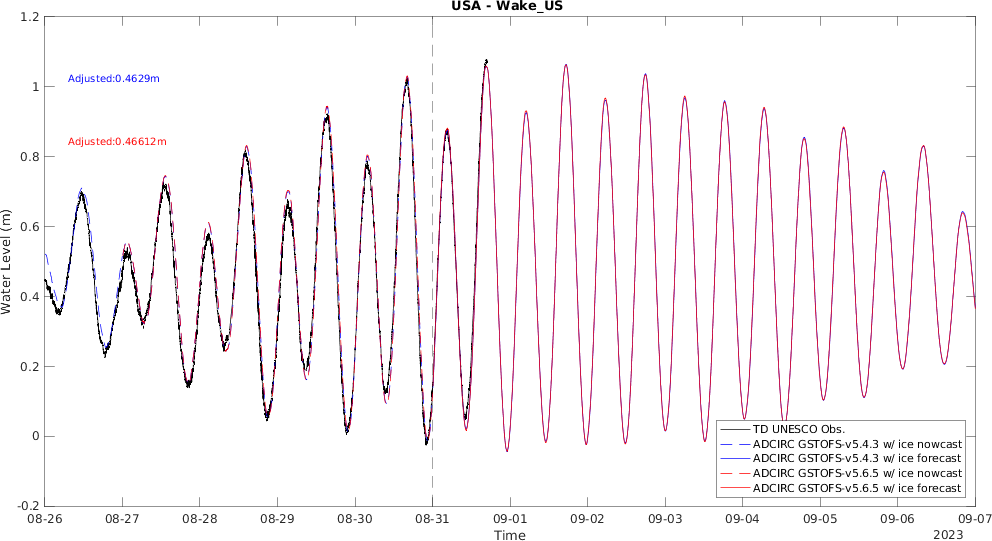 USA - Wake_US
1.2
1
0.8
0.6
0.4
0.2
0
-0.2
Water Level (m)
Adjusted:0.4629m
Adjusted:0.46612m
TD UNESCO Obs.
ADCIRC GSTOFS-v5.4.3 w/ ice nowcast
ADCIRC GSTOFS-v5.4.3 w/ ice forecast
ADCIRC GSTOFS-v5.6.5 w/ ice nowcast
ADCIRC GSTOFS-v5.6.5 w/ ice forecast
08-26 08-27 08-28 08-29 08-30 08-31 09-01 09-02 09-03 09-04 09-05 09-06 09-07
Time
2023